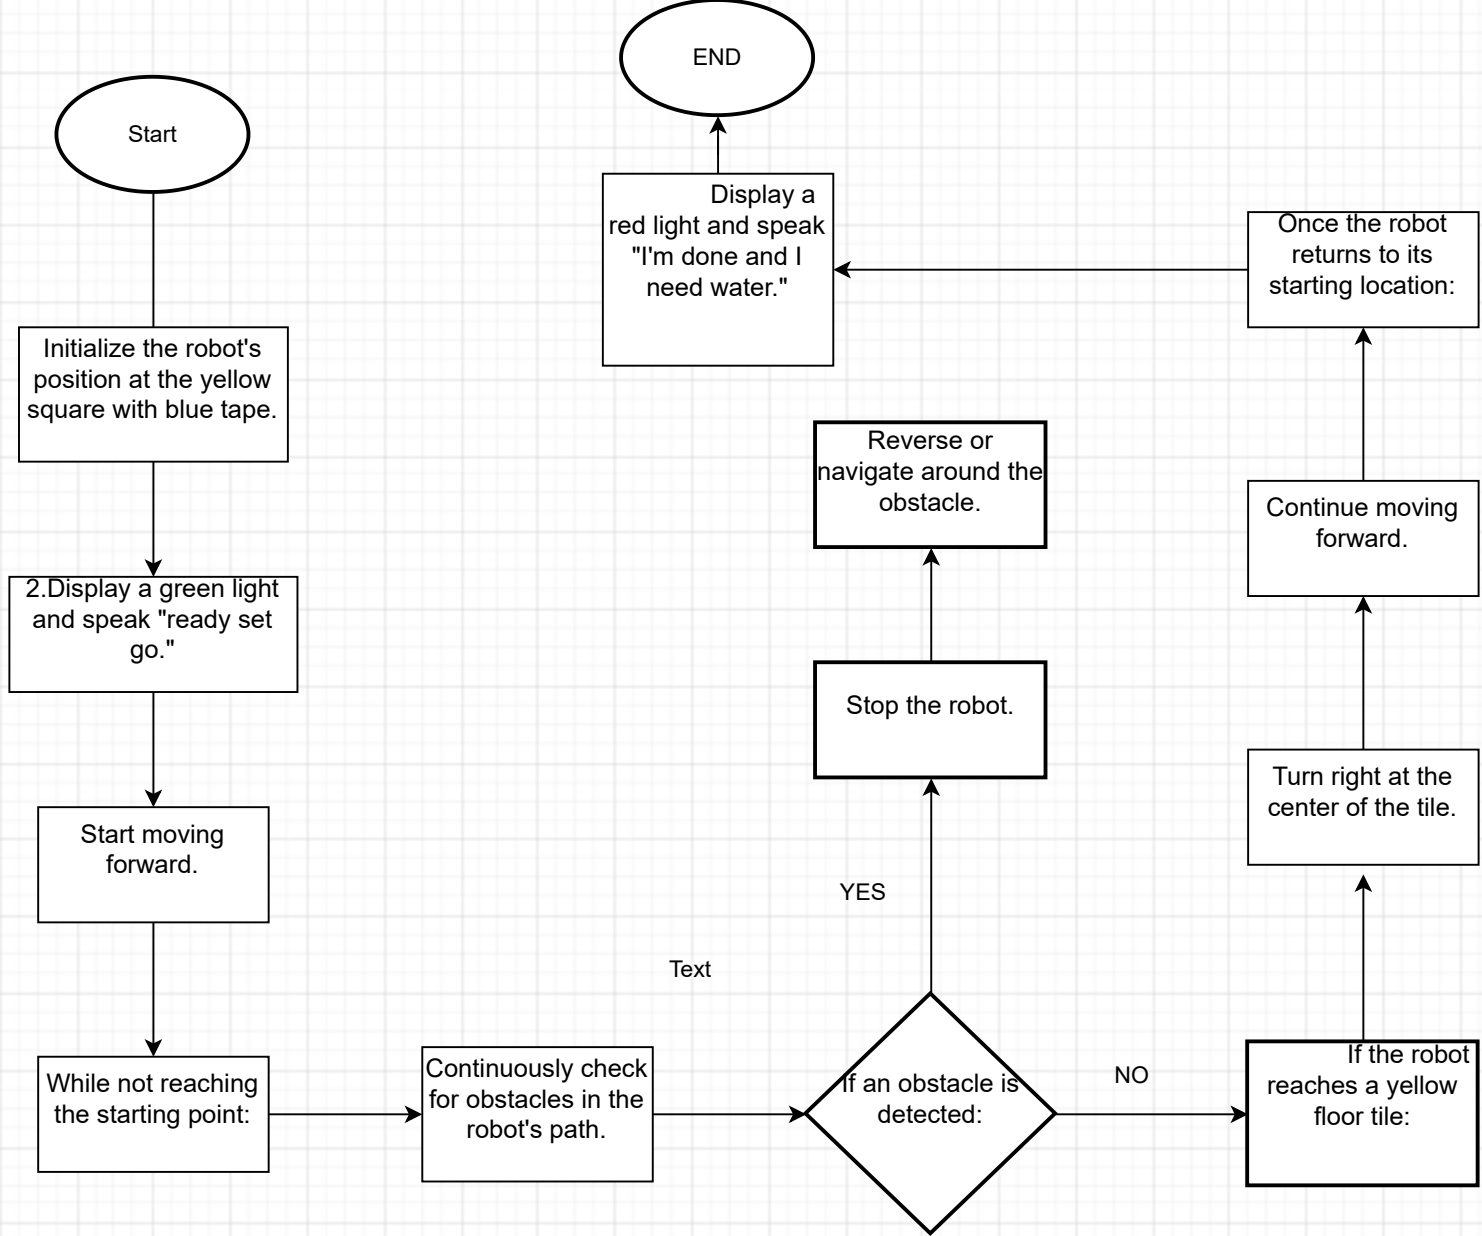 END
Start
Display a
red light and speak
"I'm done and I
need water."
Once the robot
returns to its
starting location:
Initialize the robot's
position at the yellow
square with blue tape.
Reverse or
navigate around the
obstacle.
Continue moving
forward.
2.Display a green light
and speak "ready set
go."
Stop the robot.
Turn right at the
center of the tile.
Start moving
forward.
YES
Text
While not reaching
the starting point:
Continuously check
for obstacles in the
robot's path.
If an obstacle is
detected:
NO
If the robot
reaches a yellow
floor tile: